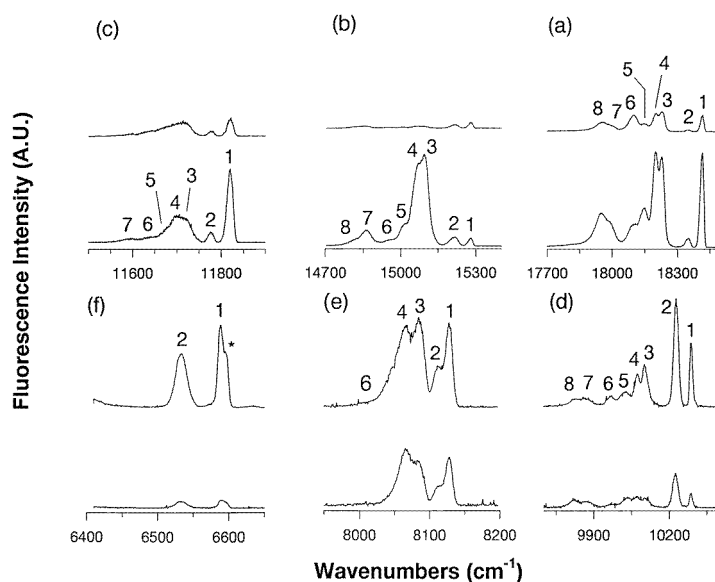 (c) (b) (a)
4
5
8 7 6 3 2 1
1
5 4 3
7 6 2
4 3
8 7 6 5 2 1
11600 11800 14700 15000 15300 17700 18000 18300
(f) (e) (d)
1
2 *
4 3
2 1
6
2
1
4 3
8 7 6 5
6400 6500 6600 8000 8100 8200 9900 10200
Fluorescence Intensity (A.U.)
Wavenumbers (cm⁻¹)